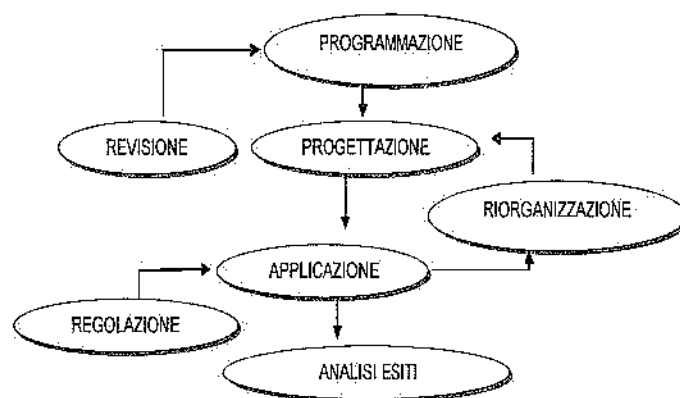 PROGRAMMAZIONE
REVISIONE
PROGETTAZIONE
RIORGANIZZAZIONE
APPLICAZIONE
REGOLAZIONE
ANALISI ESITI